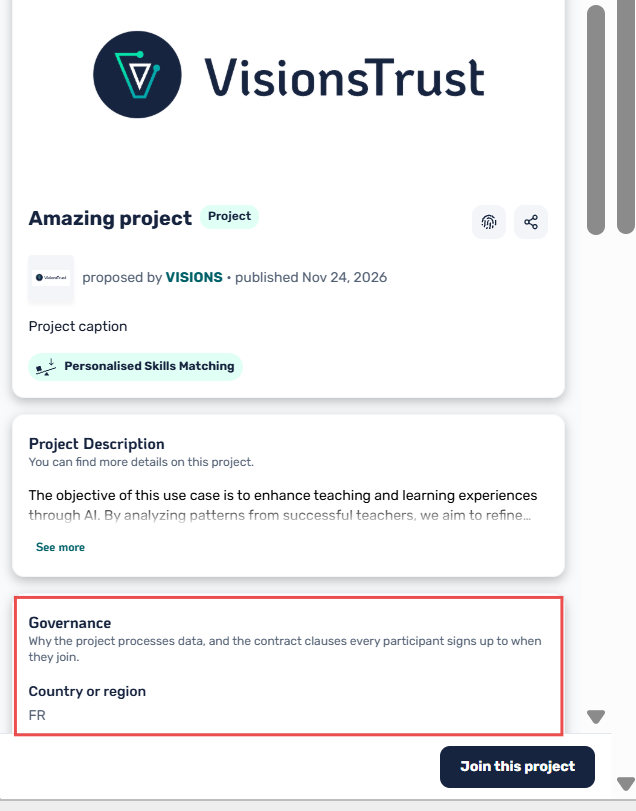 VisionsTrust
Amazing project
Project
VisionsTrust
proposed by VISIONS • published Nov 24, 2026
Project caption
Personalised Skills Matching
Project Description
You can find more details on this project.
The objective of this use case is to enhance teaching and learning experiences
through AI. By analyzing patterns from successful teachers, we aim to refine...
See more
Governance
Why the project processes data, and the contract clauses every participant signs up to when
they join.
Country or region
FR
Join this project